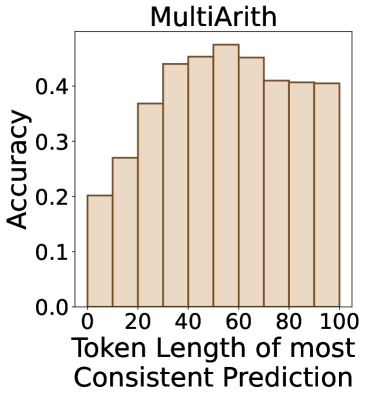 MultiArith
Accuracy
0.4
0.3
0.2
0.1
0.0
0 20 40 60 80 100
Token Length of most
Consistent Prediction